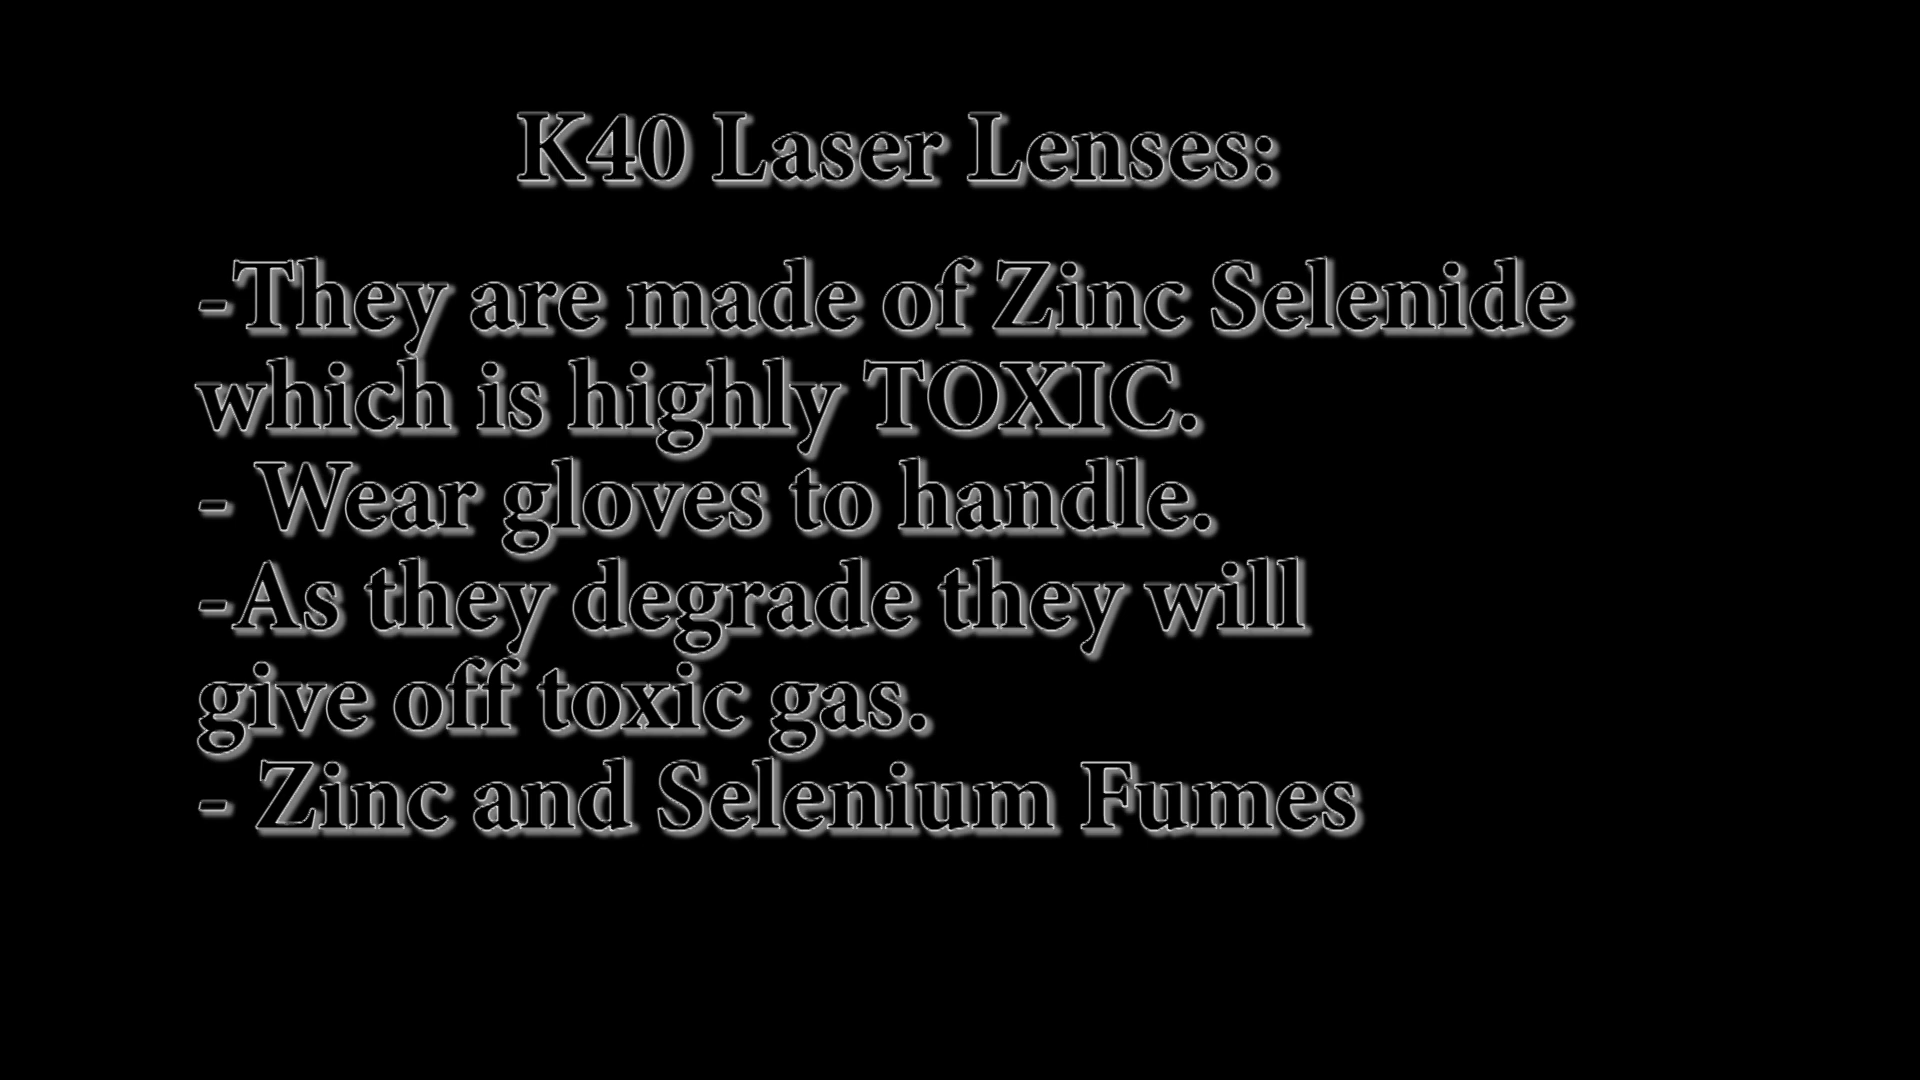 K40 Laser Lenses:
-They are made of Zinc Selenide
which is highly TOXIC.
- Wear gloves to handle.
-As they degrade they will
give off toxic gas.
- Zinc and Selenium Fumes